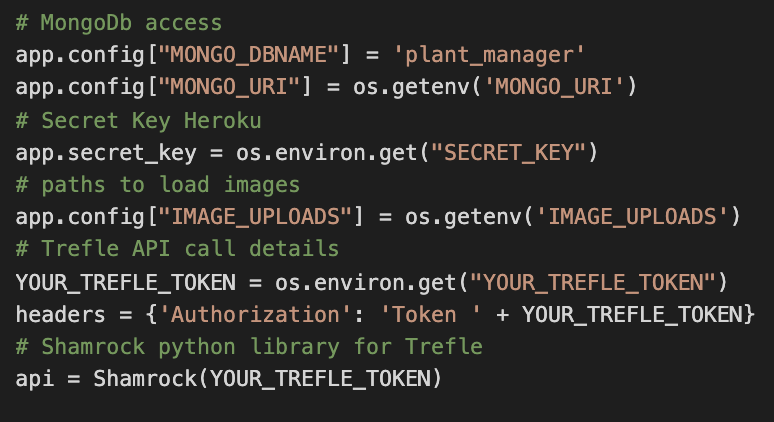 # MongoDb access
app.config["MONGO_DBNAME"] = 'plant_manager'
app.config["MONGO_URI"] = os.getenv('MONGO_URI')
# Secret Key Heroku
app.secret_key = os.environ.get("SECRET_KEY")
# paths to load images
app.config["IMAGE_UPLOADS"] = os.getenv('IMAGE_UPLOADS')
# Trefle API call details
YOUR_TREFLE_TOKEN = os.environ.get("YOUR_TREFLE_TOKEN")
headers = {'Authorization': 'Token ' + YOUR_TREFLE_TOKEN}
# Shamrock python library for Trefle
api = Shamrock(YOUR_TREFLE_TOKEN)